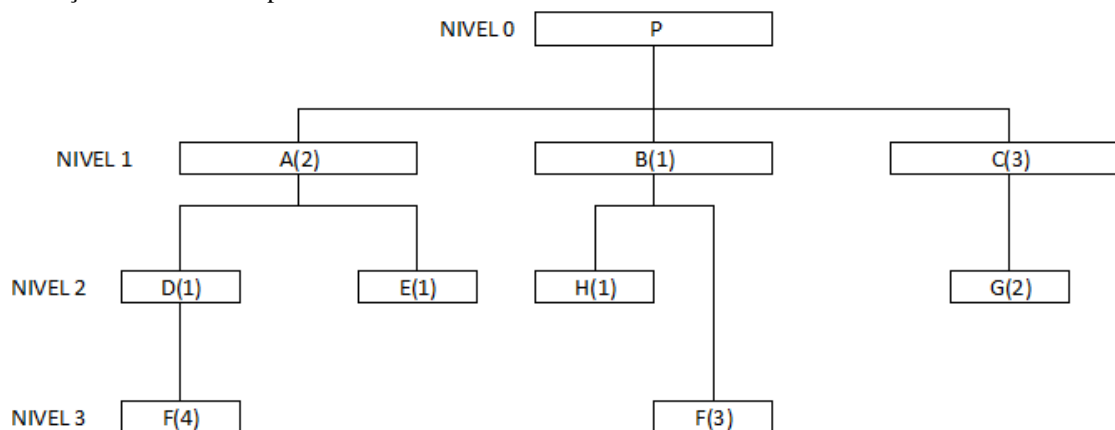 NIVEL 0 P
NIVEL 1 A(2) B(1) C(3)
NIVEL 2 D(1) E(1) H(1) G(2)
NIVEL 3 F(4) F(3)